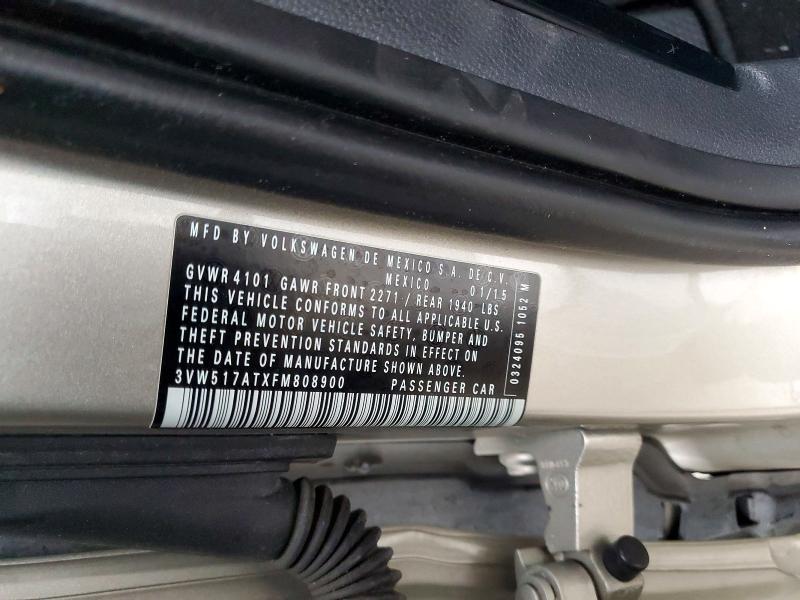 MFD BY VOLKSWAGEN DE MEXICO S.A. DE C.V.
MEXICO 01/15
GVWR 4101 GAWR FRONT 2271 / REAR 1940 LBS
THIS VEHICLE CONFORMS TO ALL APPLICABLE U.S.
FEDERAL MOTOR VEHICLE SAFETY, BUMPER AND
THEFT PREVENTION STANDARDS IN EFFECT ON
THE DATE OF MANUFACTURE SHOWN ABOVE.
3VW517ATXFM808900 PASSENGER CAR
0324095 1052 M